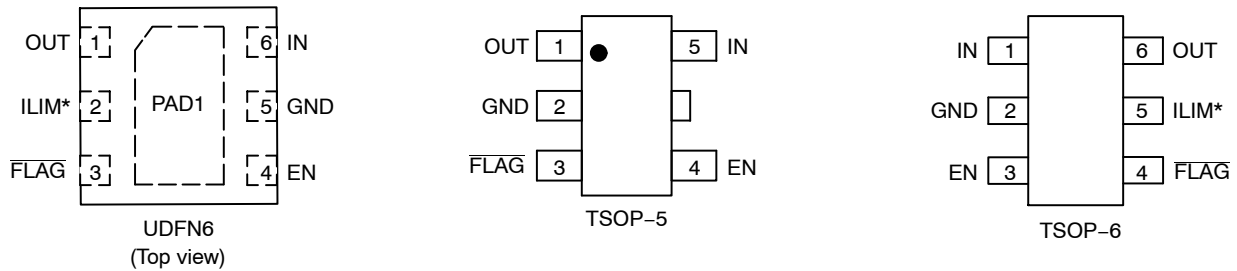 OUT 1 6 IN
ILIM* 2 PAD1 5 GND
FLAG 3 4 EN
UDFN6
(Top view)
OUT 1 5 IN
GND 2
FLAG 3 4 EN
TSOP−5
IN 1 6 OUT
GND 2 5 ILIM*
EN 3 4 FLAG
TSOP−6